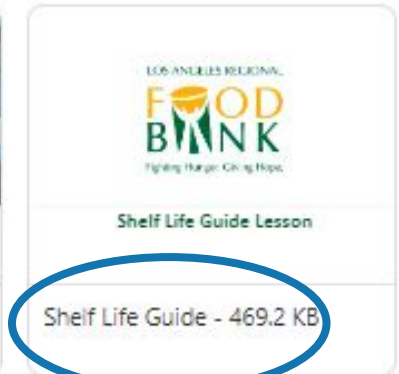 LOS ANGELES REGIONAL
FOOD
BANK
Fighting Hunger. Giving Hope.
Shelf Life Guide Lesson
Shelf Life Guide - 469.2 KB